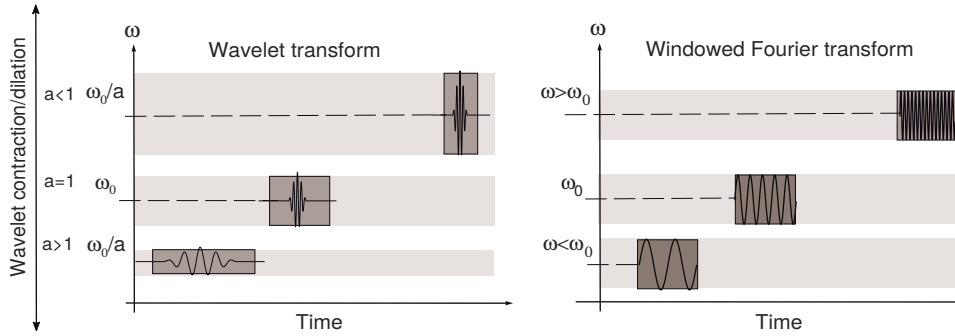 Wavelet contraction/dilation
ω
Wavelet transform
a<1 ω₀/a
a=1 ω₀
a>1 ω₀/a
Time
ω
Windowed Fourier transform
ω>ω₀
ω₀
ω<ω₀
Time